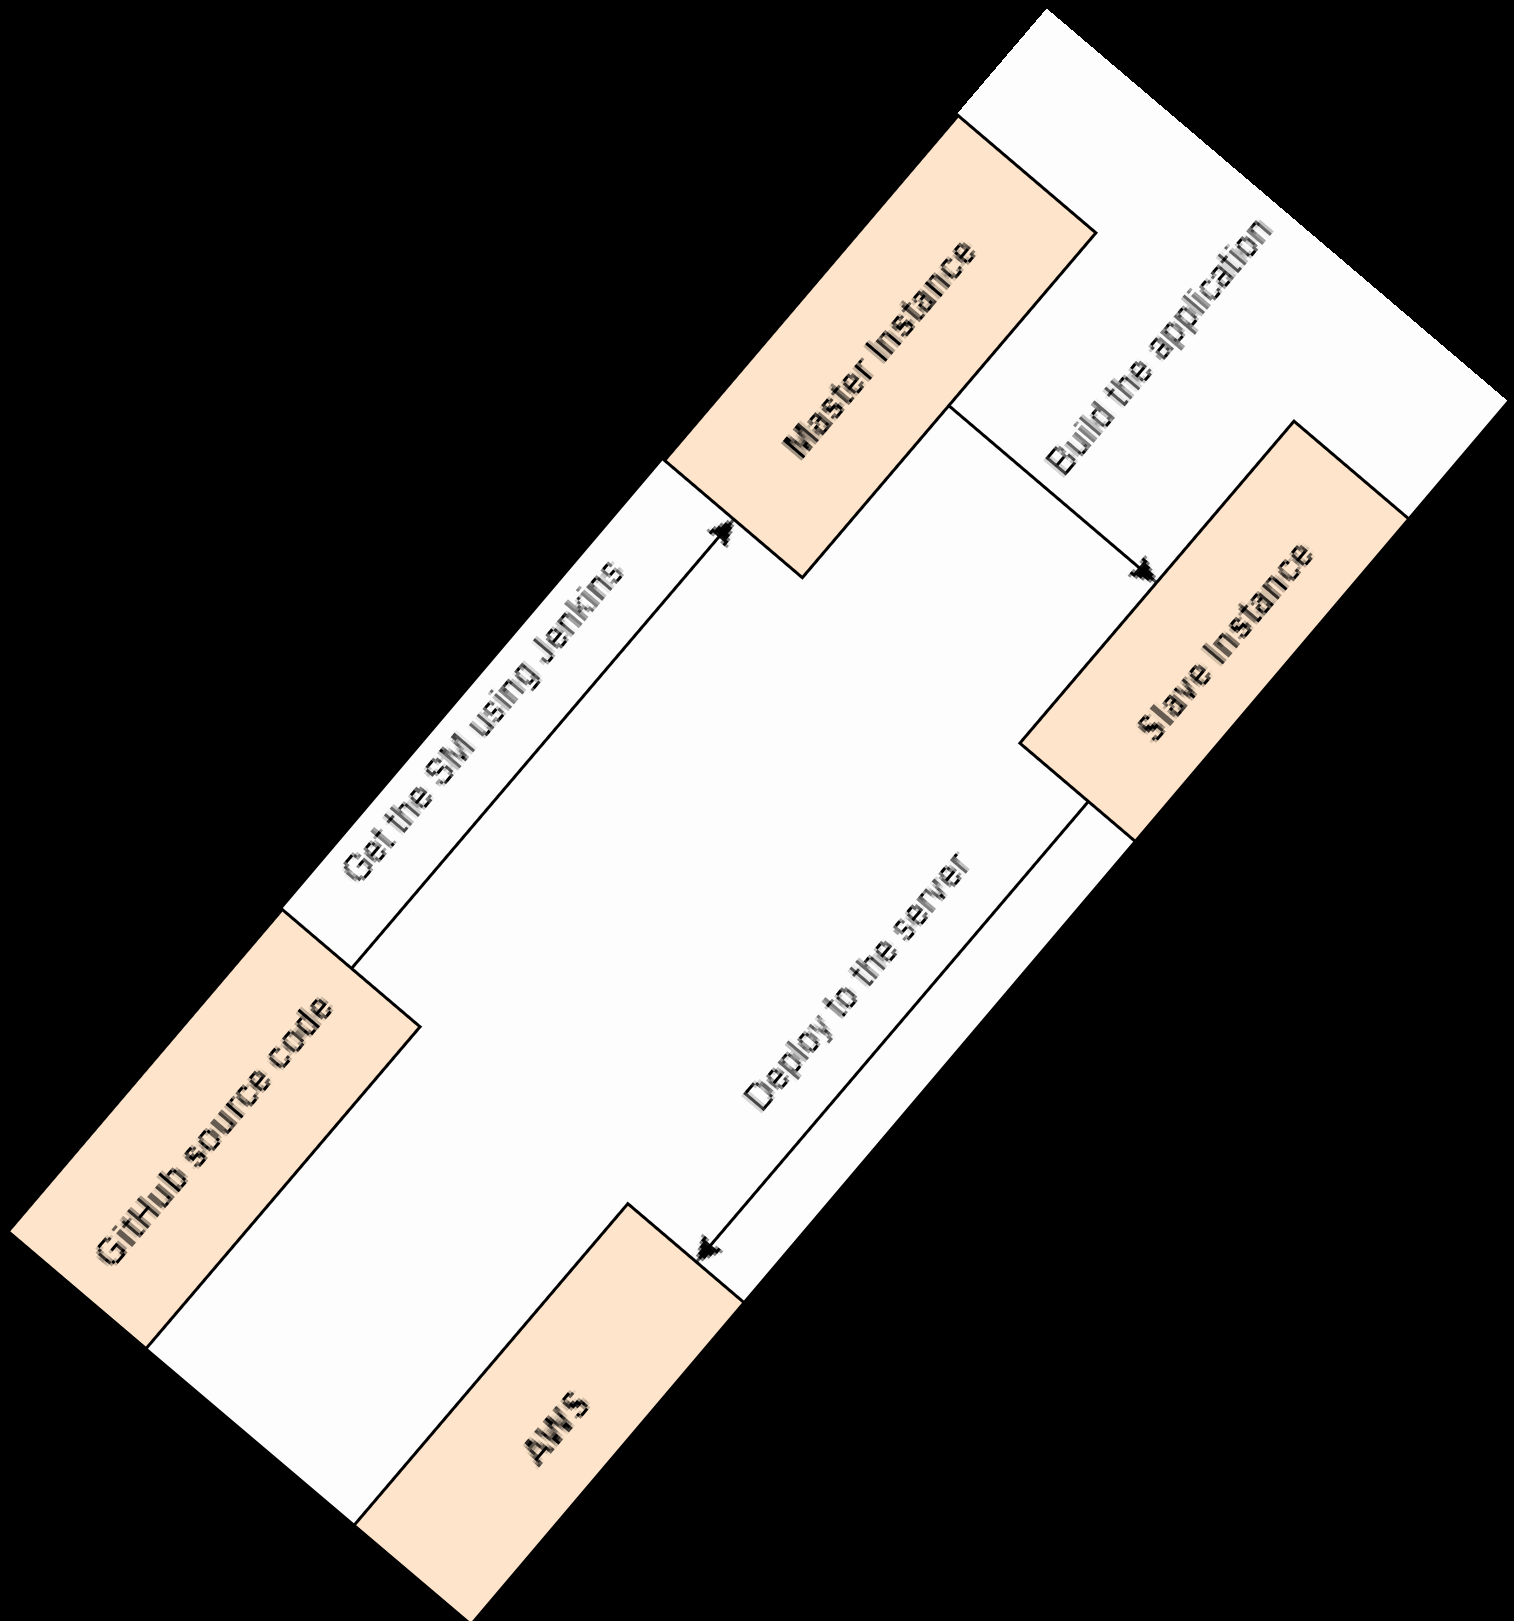 GitHub source code
Get the SM using Jenkins
Master Instance
Build the application
Slave Instance
Deploy to the server
AWS